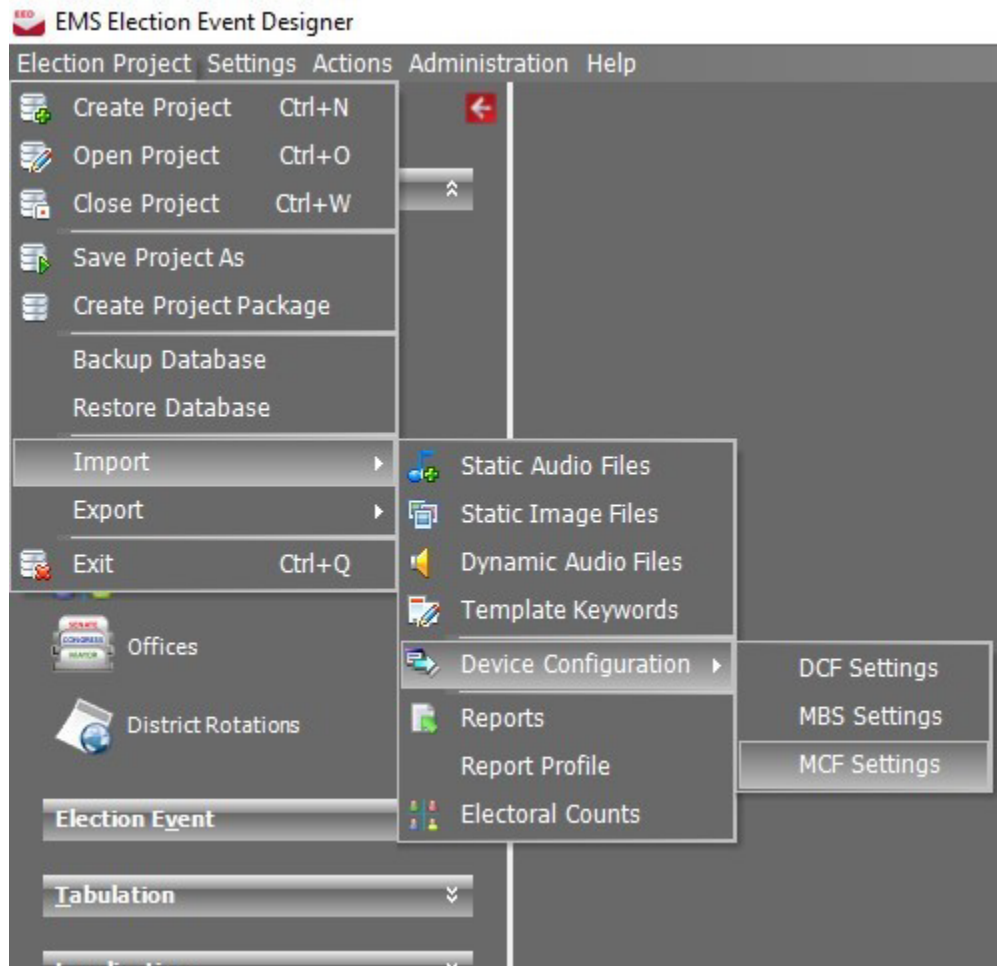 EMS Election Event Designer
Election Project Settings Actions Administration Help
Create Project Ctrl+N
Open Project Ctrl+O
Close Project Ctrl+W
Save Project As
Create Project Package
Backup Database
Restore Database
Import
Export
Exit Ctrl+Q
Static Audio Files
Static Image Files
Dynamic Audio Files
Template Keywords
Device Configuration
Reports
Report Profile
Electoral Counts
DCF Settings
MBS Settings
MCF Settings
Offices
District Rotations
Election Event
Tabulation